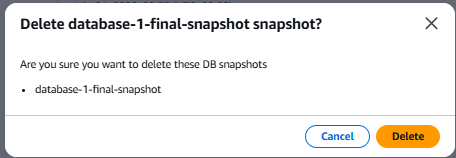 Delete database-1-final-snapshot snapshot?
Are you sure you want to delete these DB snapshots
• database-1-final-snapshot
Cancel
Delete